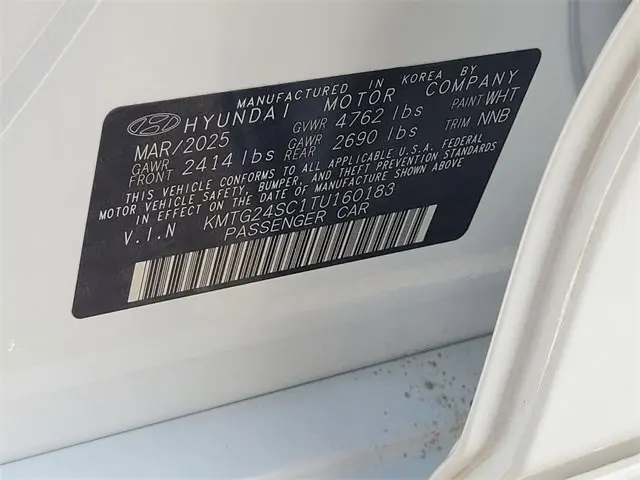 MANUFACTURED IN KOREA BY
HYUNDAI MOTOR COMPANY
MAR/2025 GVWR 4762 lbs PAINT WHT
GAWR FRONT 2414 lbs GAWR REAR 2690 lbs TRIM NNB
THIS VEHICLE CONFORMS TO ALL APPLICABLE U.S.A. FEDERAL
MOTOR VEHICLE SAFETY, BUMPER, AND THEFT PREVENTION STANDARDS
IN EFFECT ON THE DATE OF MANUFACTURE SHOWN ABOVE
V.I.N KMTG24SC1TU160183
PASSENGER CAR